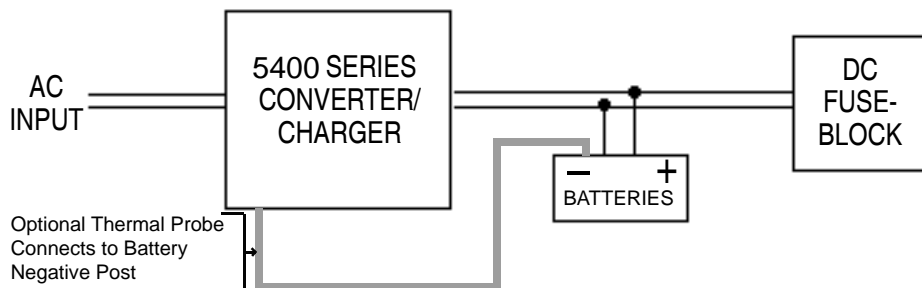 AC
INPUT
5400 SERIES
CONVERTER/
CHARGER
DC
FUSE-
BLOCK
− +
BATTERIES
Optional Thermal Probe
Connects to Battery
Negative Post